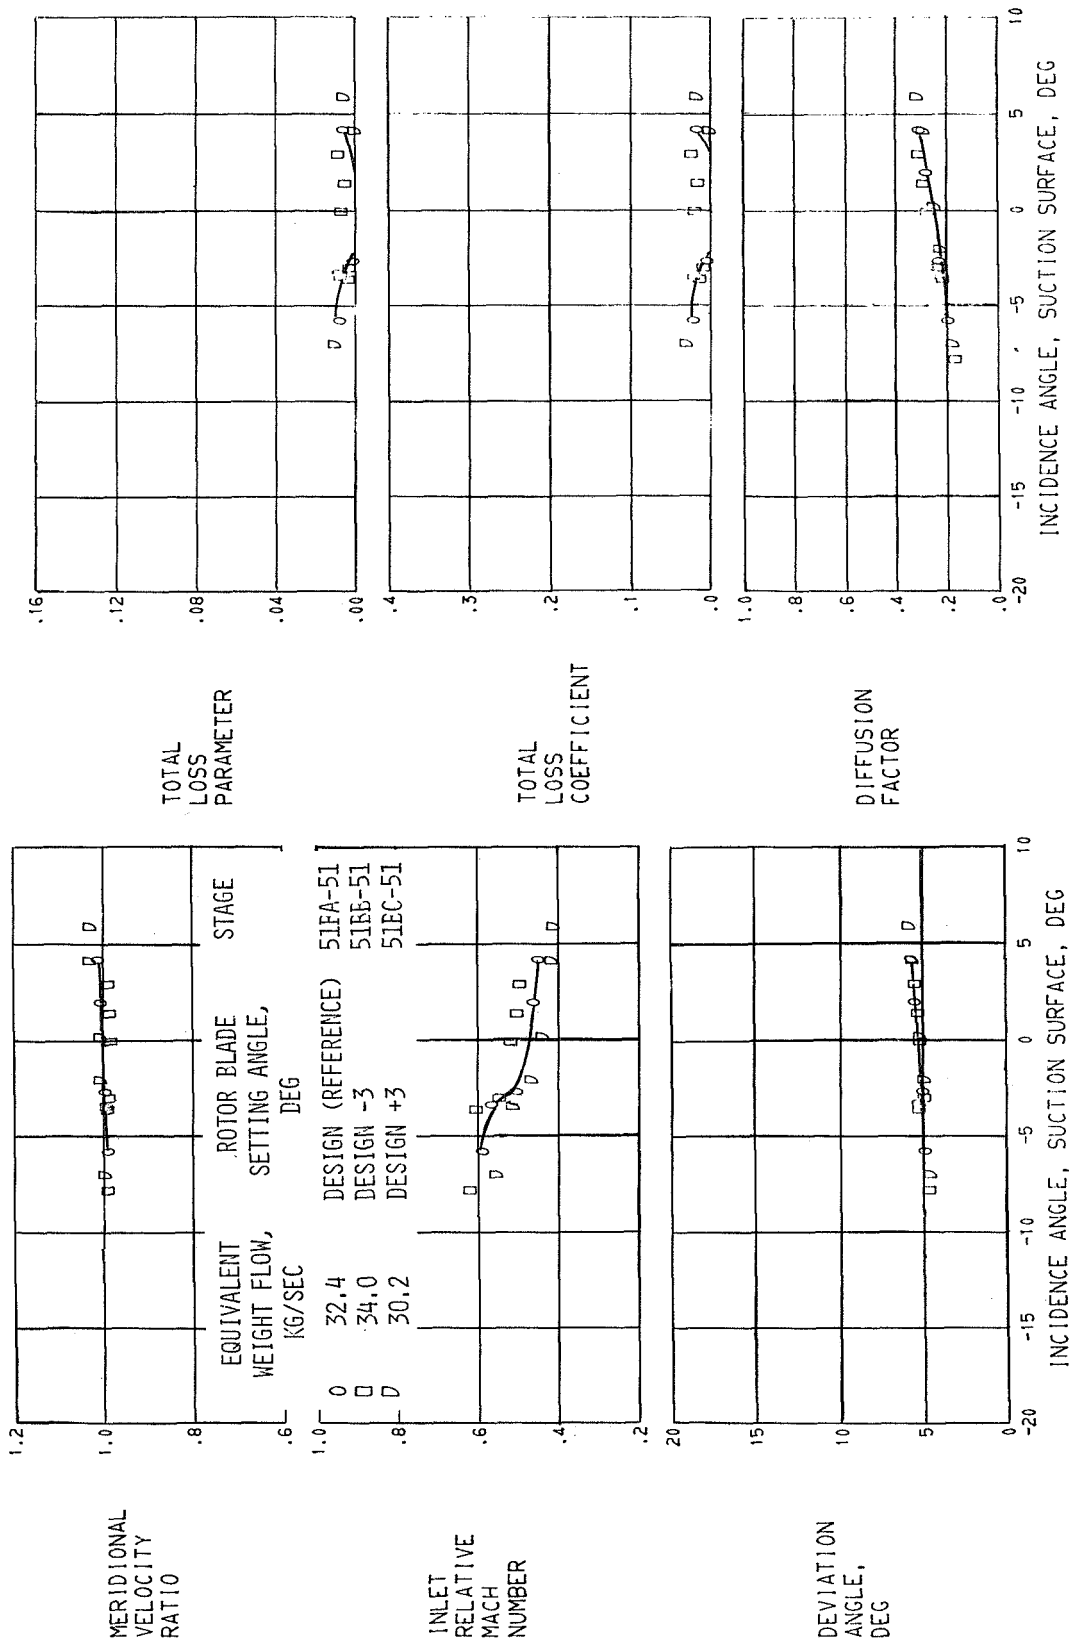 MERIDIONAL
VELOCITY
RATIO
1.2
1.0
.8
.6
EQUIVALENT
WEIGHT FLOW,
KG/SEC
ROTOR BLADE
SETTING ANGLE,
DEG
STAGE
O 32.4 DESIGN (REFERENCE) 51FA-51
□ 34.0 DESIGN -3 51BB-51
D 30.2 DESIGN +3 51EC-51
INLET
RELATIVE
MACH
NUMBER
1.0
.8
.6
.4
.2
DEVIATION
ANGLE,
DEG
20
15
10
5
0
-20 -15 -10 -5 0 5 10
INCIDENCE ANGLE, SUCTION SURFACE, DEG
TOTAL
LOSS
PARAMETER
.16
.12
.08
.04
.00
TOTAL
LOSS
COEFFICIENT
.4
.3
.2
.1
.0
DIFFUSION
FACTOR
1.0
.8
.6
.4
.2
.0
-20 -15 -10 -5 0 5 10
INCIDENCE ANGLE, SUCTION SURFACE, DEG